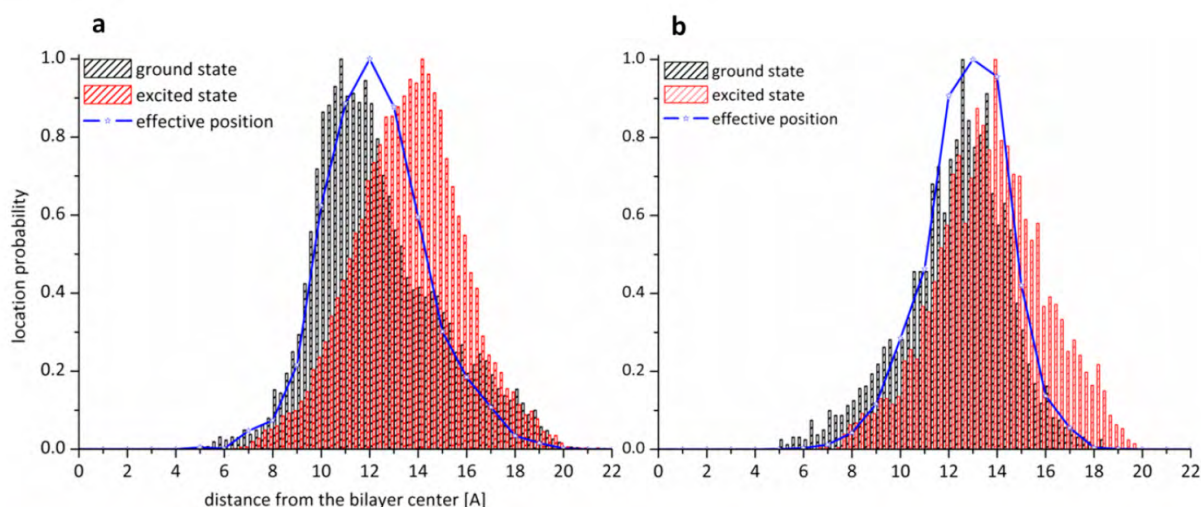 a
b
1.0
ground state
excited state
effective position
0.8
0.6
0.4
0.2
0.0
location probability
0 2 4 6 8 10 12 14 16 18 20 22
distance from the bilayer center [A]
1.0
ground state
excited state
effective position
0.8
0.6
0.4
0.2
0.0
0 2 4 6 8 10 12 14 16 18 20 22